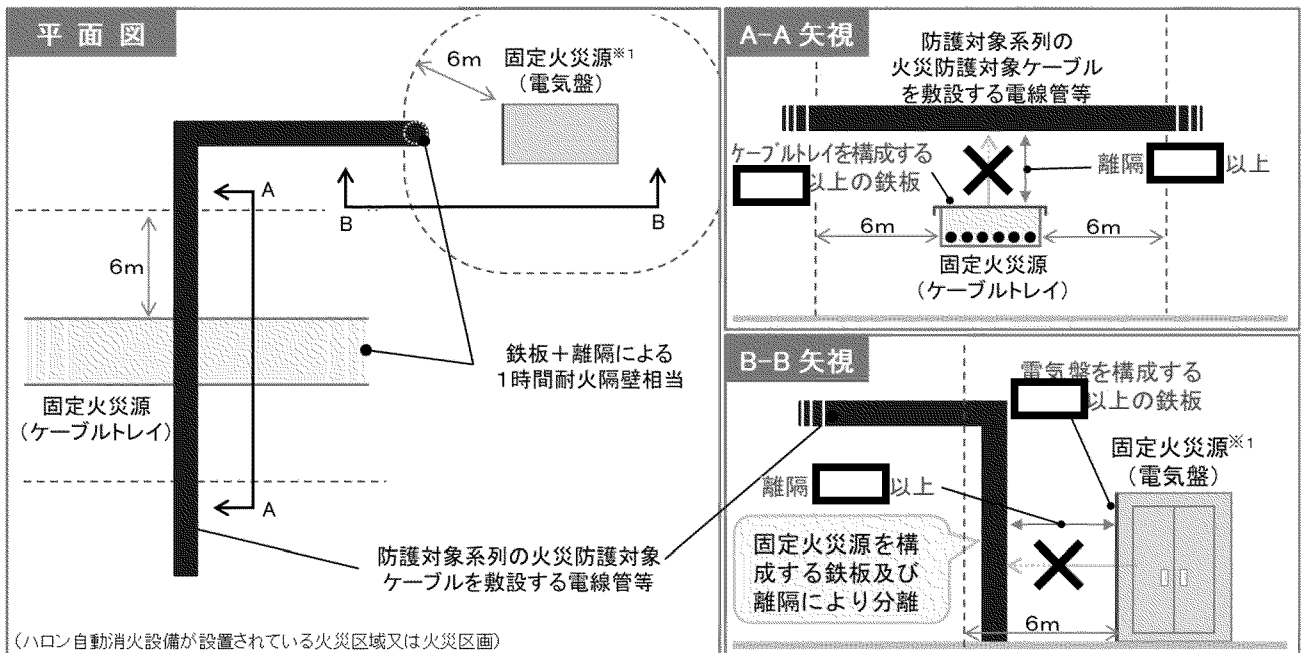 平面図
6m
固定火災源※1
(電気盤)
A
B
B
6m
鉄板+離隔による
1時間耐火隔壁相当
固定火災源
(ケーブルトレイ)
A
防護対象系列の火災防護対象
ケーブルを敷設する電線管等
(ハロン自動消火設備が設置されている火災区域又は火災区画)
A-A 矢視
防護対象系列の
火災防護対象ケーブル
を敷設する電線管等
ケーブルトレイを構成する
以上の鉄板
離隔 以上
6m
6m
固定火災源
(ケーブルトレイ)
B-B 矢視
電気盤を構成する
以上の鉄板
固定火災源※1
(電気盤)
離隔 以上
固定火災源を構
成する鉄板及び
離隔により分離
6m